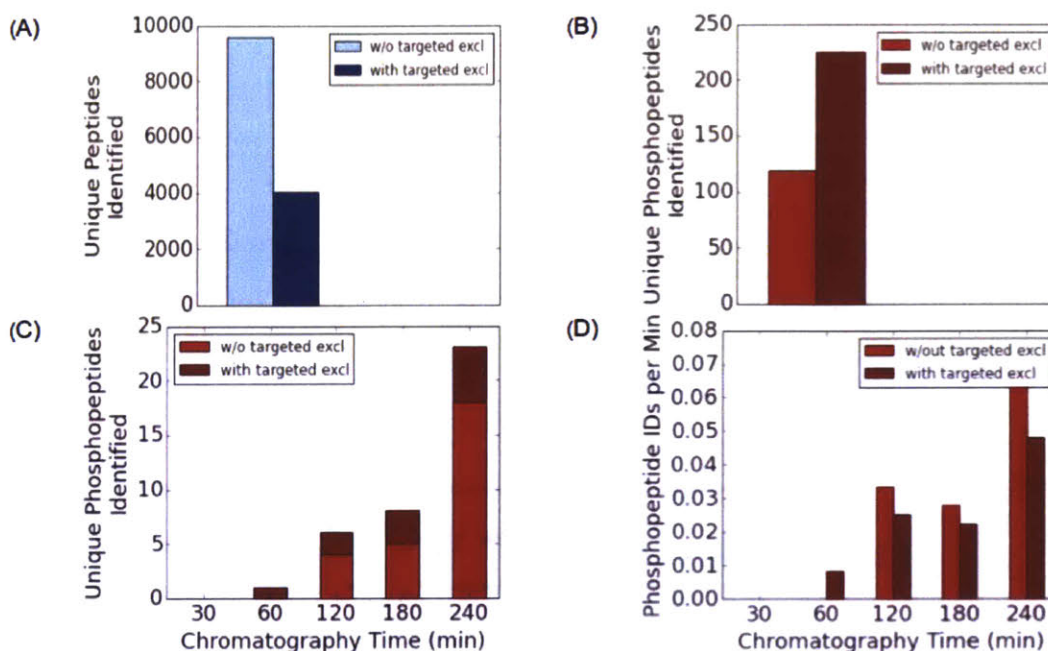 (A)
Unique Peptides
Identified
10000
8000
6000
4000
2000
0
w/o targeted excl
with targeted excl
(B)
Unique Phosphopeptides
Identified
250
200
150
100
50
0
w/o targeted excl
with targeted excl
(C)
Unique Phosphopeptides
Identified
25
20
15
10
5
0
w/o targeted excl
with targeted excl
30 60 120 180 240
Chromatography Time (min)
(D)
Phosphopeptide IDs per Min
0.08
0.07
0.06
0.05
0.04
0.03
0.02
0.01
0.00
w/out targeted excl
with targeted excl
30 60 120 180 240
Chromatography Time (min)